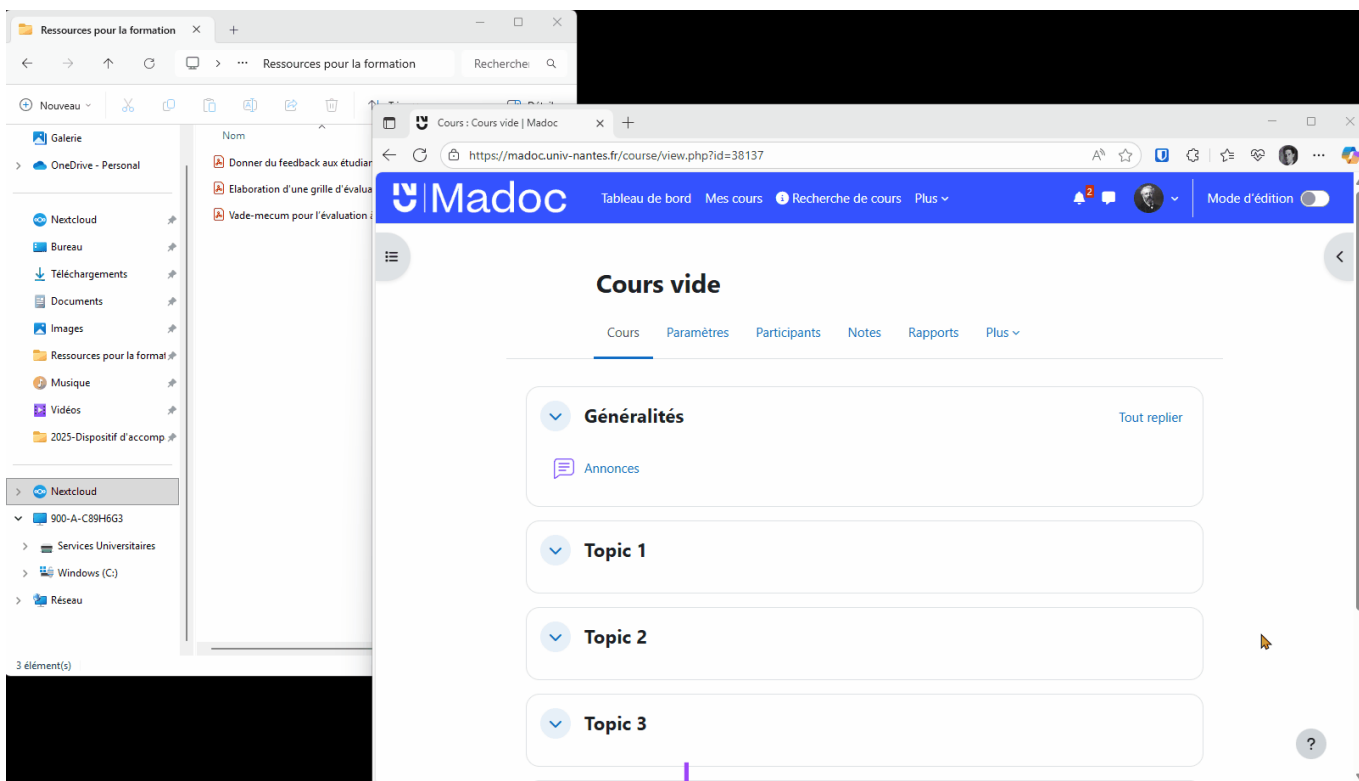 Ressources pour la formation
Ressources pour la formation
Rechercher
Nouveau
Galerie
OneDrive - Personal
Nextcloud
Bureau
Téléchargements
Documents
Images
Ressources pour la format
Musique
Vidéos
2025-Dispositif d'accomp
Nextcloud
900-A-C89H6G3
Services Universitaires
Windows (C:)
Réseau
3 élément(s)
Nom
Donner du feedback aux étudian
Elaboration d'une grille d'évalua
Vade-mecum pour l'évaluation
Cours : Cours vide | Madoc
https://madoc.univ-nantes.fr/course/view.php?id=38137
Madoc
Tableau de bord Mes cours Recherche de cours Plus
2
Mode d'édition
Cours vide
Cours Paramètres Participants Notes Rapports Plus
Généralités
Tout replier
Annonces
Topic 1
Topic 2
Topic 3
?